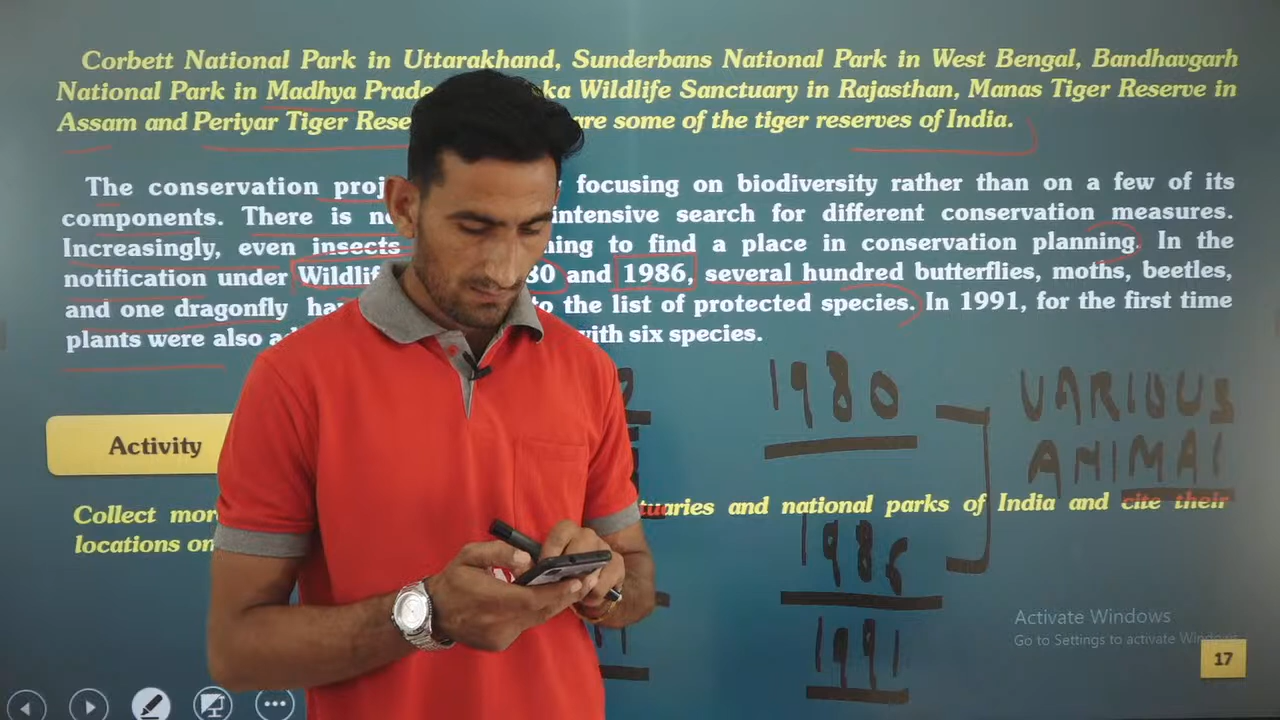 Corbett National Park in Uttarakhand, Sunderbans National Park in West Bengal, Bandhavgarh
National Park in Madhya Prade ka Wildlife Sanctuary in Rajasthan, Manas Tiger Reserve in
Assam and Periyar Tiger Rese are some of the tiger reserves of India.
The conservation proj focusing on biodiversity rather than on a few of its
components. There is no intensive search for different conservation measures.
Increasingly, even insects ning to find a place in conservation planning. In the
notification under Wildlif 80 and 1986, several hundred butterflies, moths, beetles,
and one dragonfly ha to the list of protected species. In 1991, for the first time
plants were also a with six species.
1980
VARIOUS
ANIMAL
Activity
Collect mor tuaries and national parks of India and cite their
locations on
1986
1991
Activate Windows
Go to Settings to activate Windows.
17